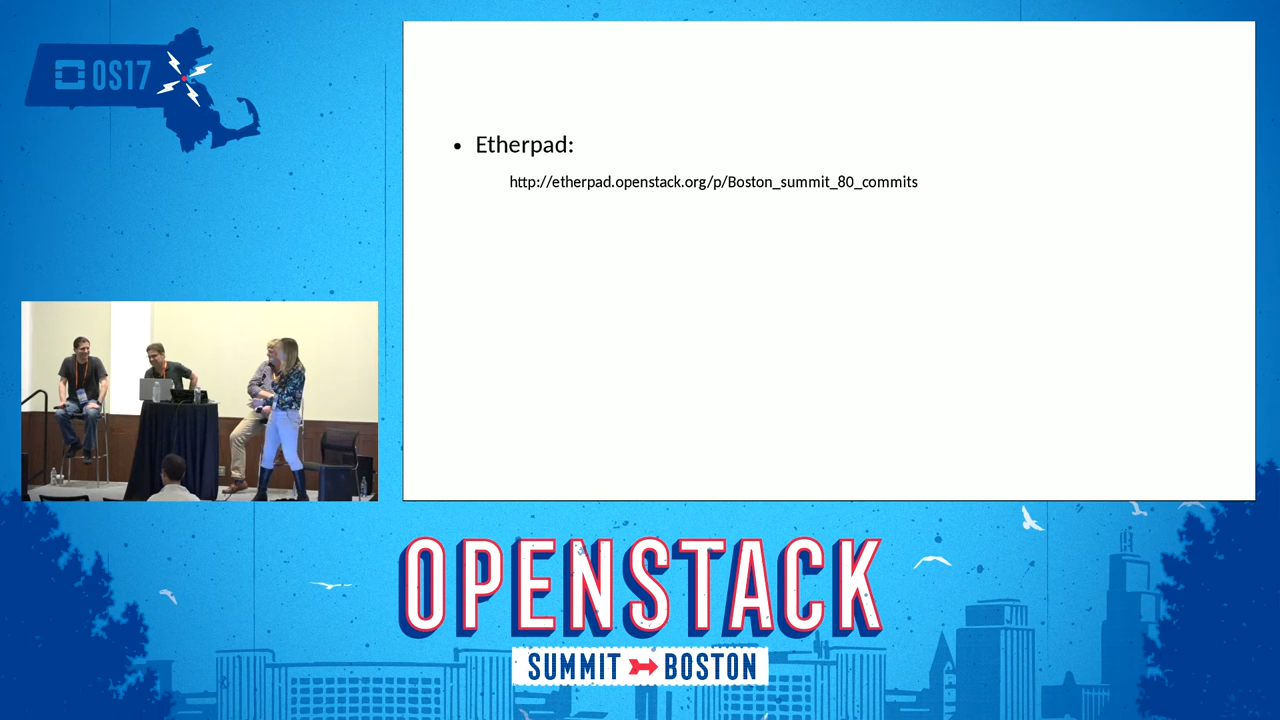 OS17
• Etherpad:
http://etherpad.openstack.org/p/Boston_summit_80_commits
OPENSTACK
SUMMIT BOSTON